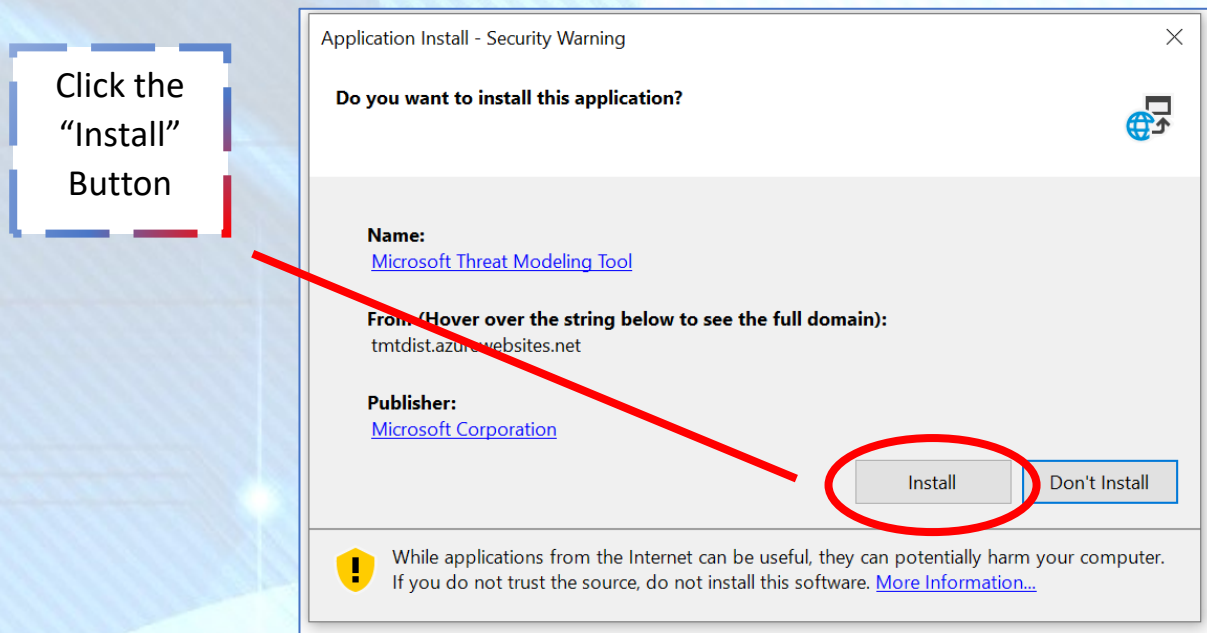 Click the
“Install”
Button
Application Install - Security Warning
Do you want to install this application?
Name:
Microsoft Threat Modeling Tool
From (Hover over the string below to see the full domain):
tmtdist.azurewebsites.net
Publisher:
Microsoft Corporation
Install
Don't Install
While applications from the Internet can be useful, they can potentially harm your computer.
If you do not trust the source, do not install this software. More Information...